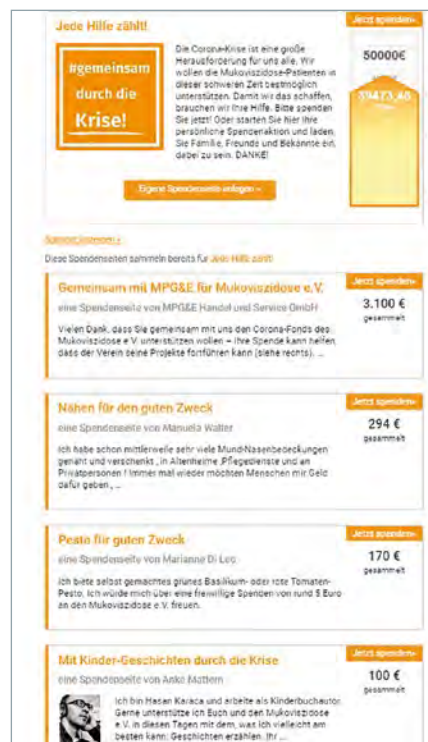 Jede Hilfe zählt!
#gemeinsam
durch die
Krise!
Die Corona-Krise ist eine große
Herausforderung für uns alle. Wir
wollen die Mukoviszidose-Patienten in
dieser schweren Zeit bestmöglich
unterstützen. Damit wir das schaffen,
brauchen wir Ihre Hilfe. Bitte spenden
Sie jetzt! Oder starten Sie hier Ihre
persönliche Spendenaktion und laden
Sie Familie, Freunde und Bekannte ein,
dabei zu sein. DANKE!
Eigene Spendenseite anlegen »
Jetzt spenden»
50000€
39473,46
Diese Spendenseiten sammeln bereits für Jede Hilfe zählt!
Gemeinsam mit MPG&E für Mukoviszidose e.V.
eine Spendenseite von MPG&E Handel und Service GmbH
Vielen Dank, dass Sie gemeinsam mit uns den Corona-Fonds des
Mukoviszidose e.V. unterstützen wollen – Ihre Spende kann helfen,
dass der Verein seine Projekte fortführen kann (siehe rechts). ...
Jetzt spenden»
3.100 €
gesammelt
Nähen für den guten Zweck
eine Spendenseite von Manuela Walter
Ich habe schon mittlerweile sehr viele Mund-Nasenbedeckungen
genäht und verschenkt , in Altenheime ,Pflegedienste und an
Privatpersonen ! Immer mal wieder möchten Menschen mir Geld
dafür geben , ...
Jetzt spenden»
294 €
gesammelt
Pesto für guten Zweck
eine Spendenseite von Marianne Di Leo
Ich biete selbst gemachtes grünes Basilikum- oder rote Tomaten-
Pesto. Ich würde mich über eine freiwillige Spenden von rund 5 Euro
an den Mukoviszidose e.V. freuen.
Jetzt spenden»
170 €
gesammelt
Mit Kinder-Geschichten durch die Krise
eine Spendenseite von Anke Mattern
Ich bin Hasan Karaca und arbeite als Kinderbuchautor.
Gerne unterstütze ich Euch und den Mukoviszidose
e.V. in diesen Tagen mit dem, was ich vielleicht am
besten kann: Geschichten erzählen. Ihr ...
Jetzt spenden»
100 €
gesammelt